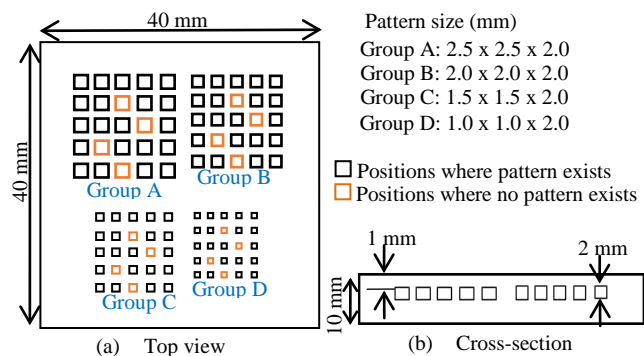 40 mm
40 mm
Group A
Group B
Group C
Group D
(a) Top view
Pattern size (mm)
Group A: 2.5 x 2.5 x 2.0
Group B: 2.0 x 2.0 x 2.0
Group C: 1.5 x 1.5 x 2.0
Group D: 1.0 x 1.0 x 2.0
Positions where pattern exists
Positions where no pattern exists
1 mm
2 mm
10 mm
(b) Cross-section